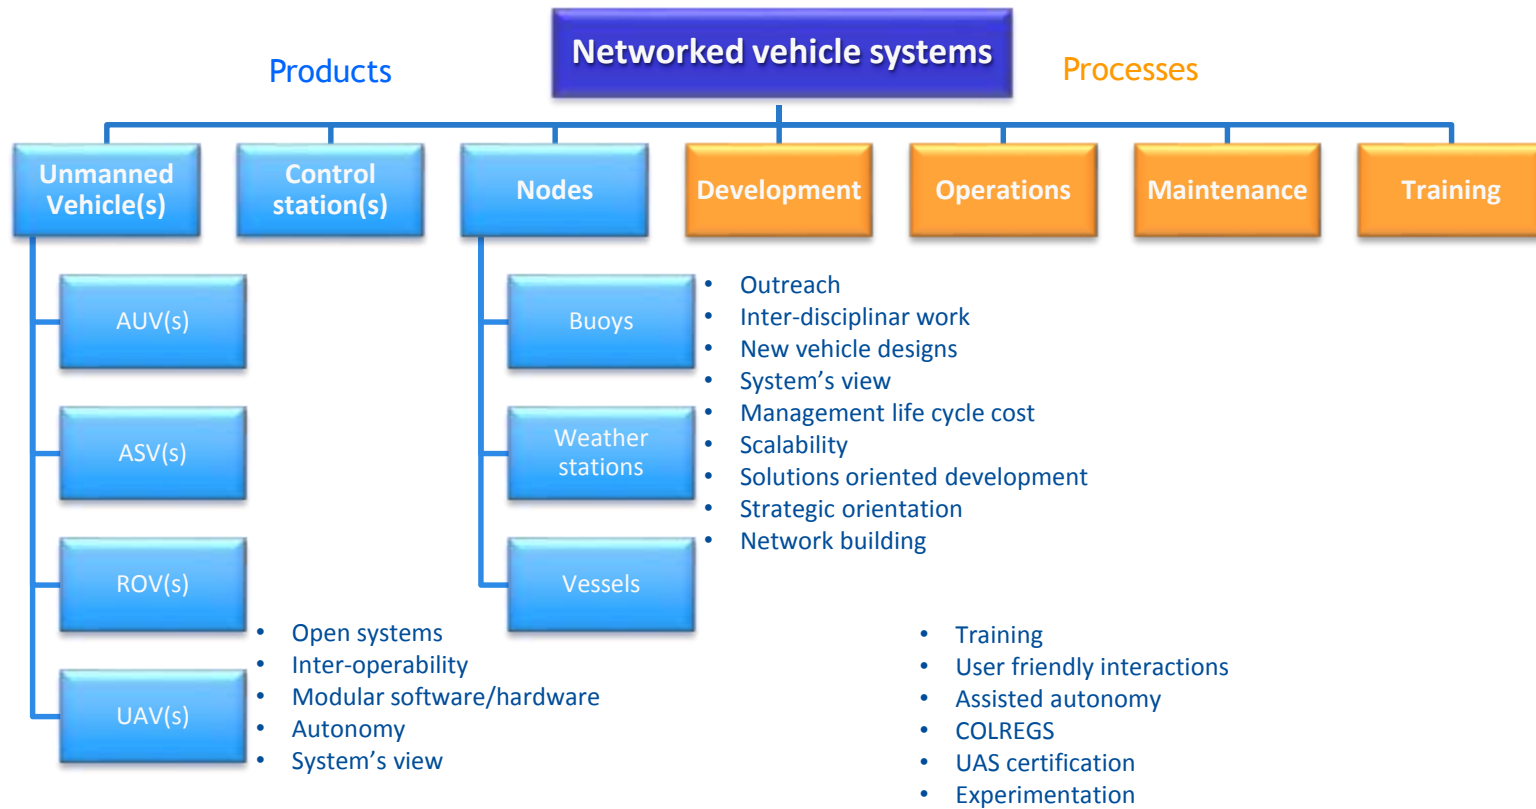 Networked vehicle systems
Products
Processes
Unmanned
Vehicle(s)
Control
station(s)
Nodes
Development
Operations
Maintenance
Training
AUV(s)
ASV(s)
ROV(s)
UAV(s)
Buoys
Weather
stations
Vessels
• Outreach
• Inter-disciplinar work
• New vehicle designs
• System’s view
• Management life cycle cost
• Scalability
• Solutions oriented development
• Strategic orientation
• Network building
• Open systems
• Inter-operability
• Modular software/hardware
• Autonomy
• System’s view
• Training
• User friendly interactions
• Assisted autonomy
• COLREGS
• UAS certification
• Experimentation